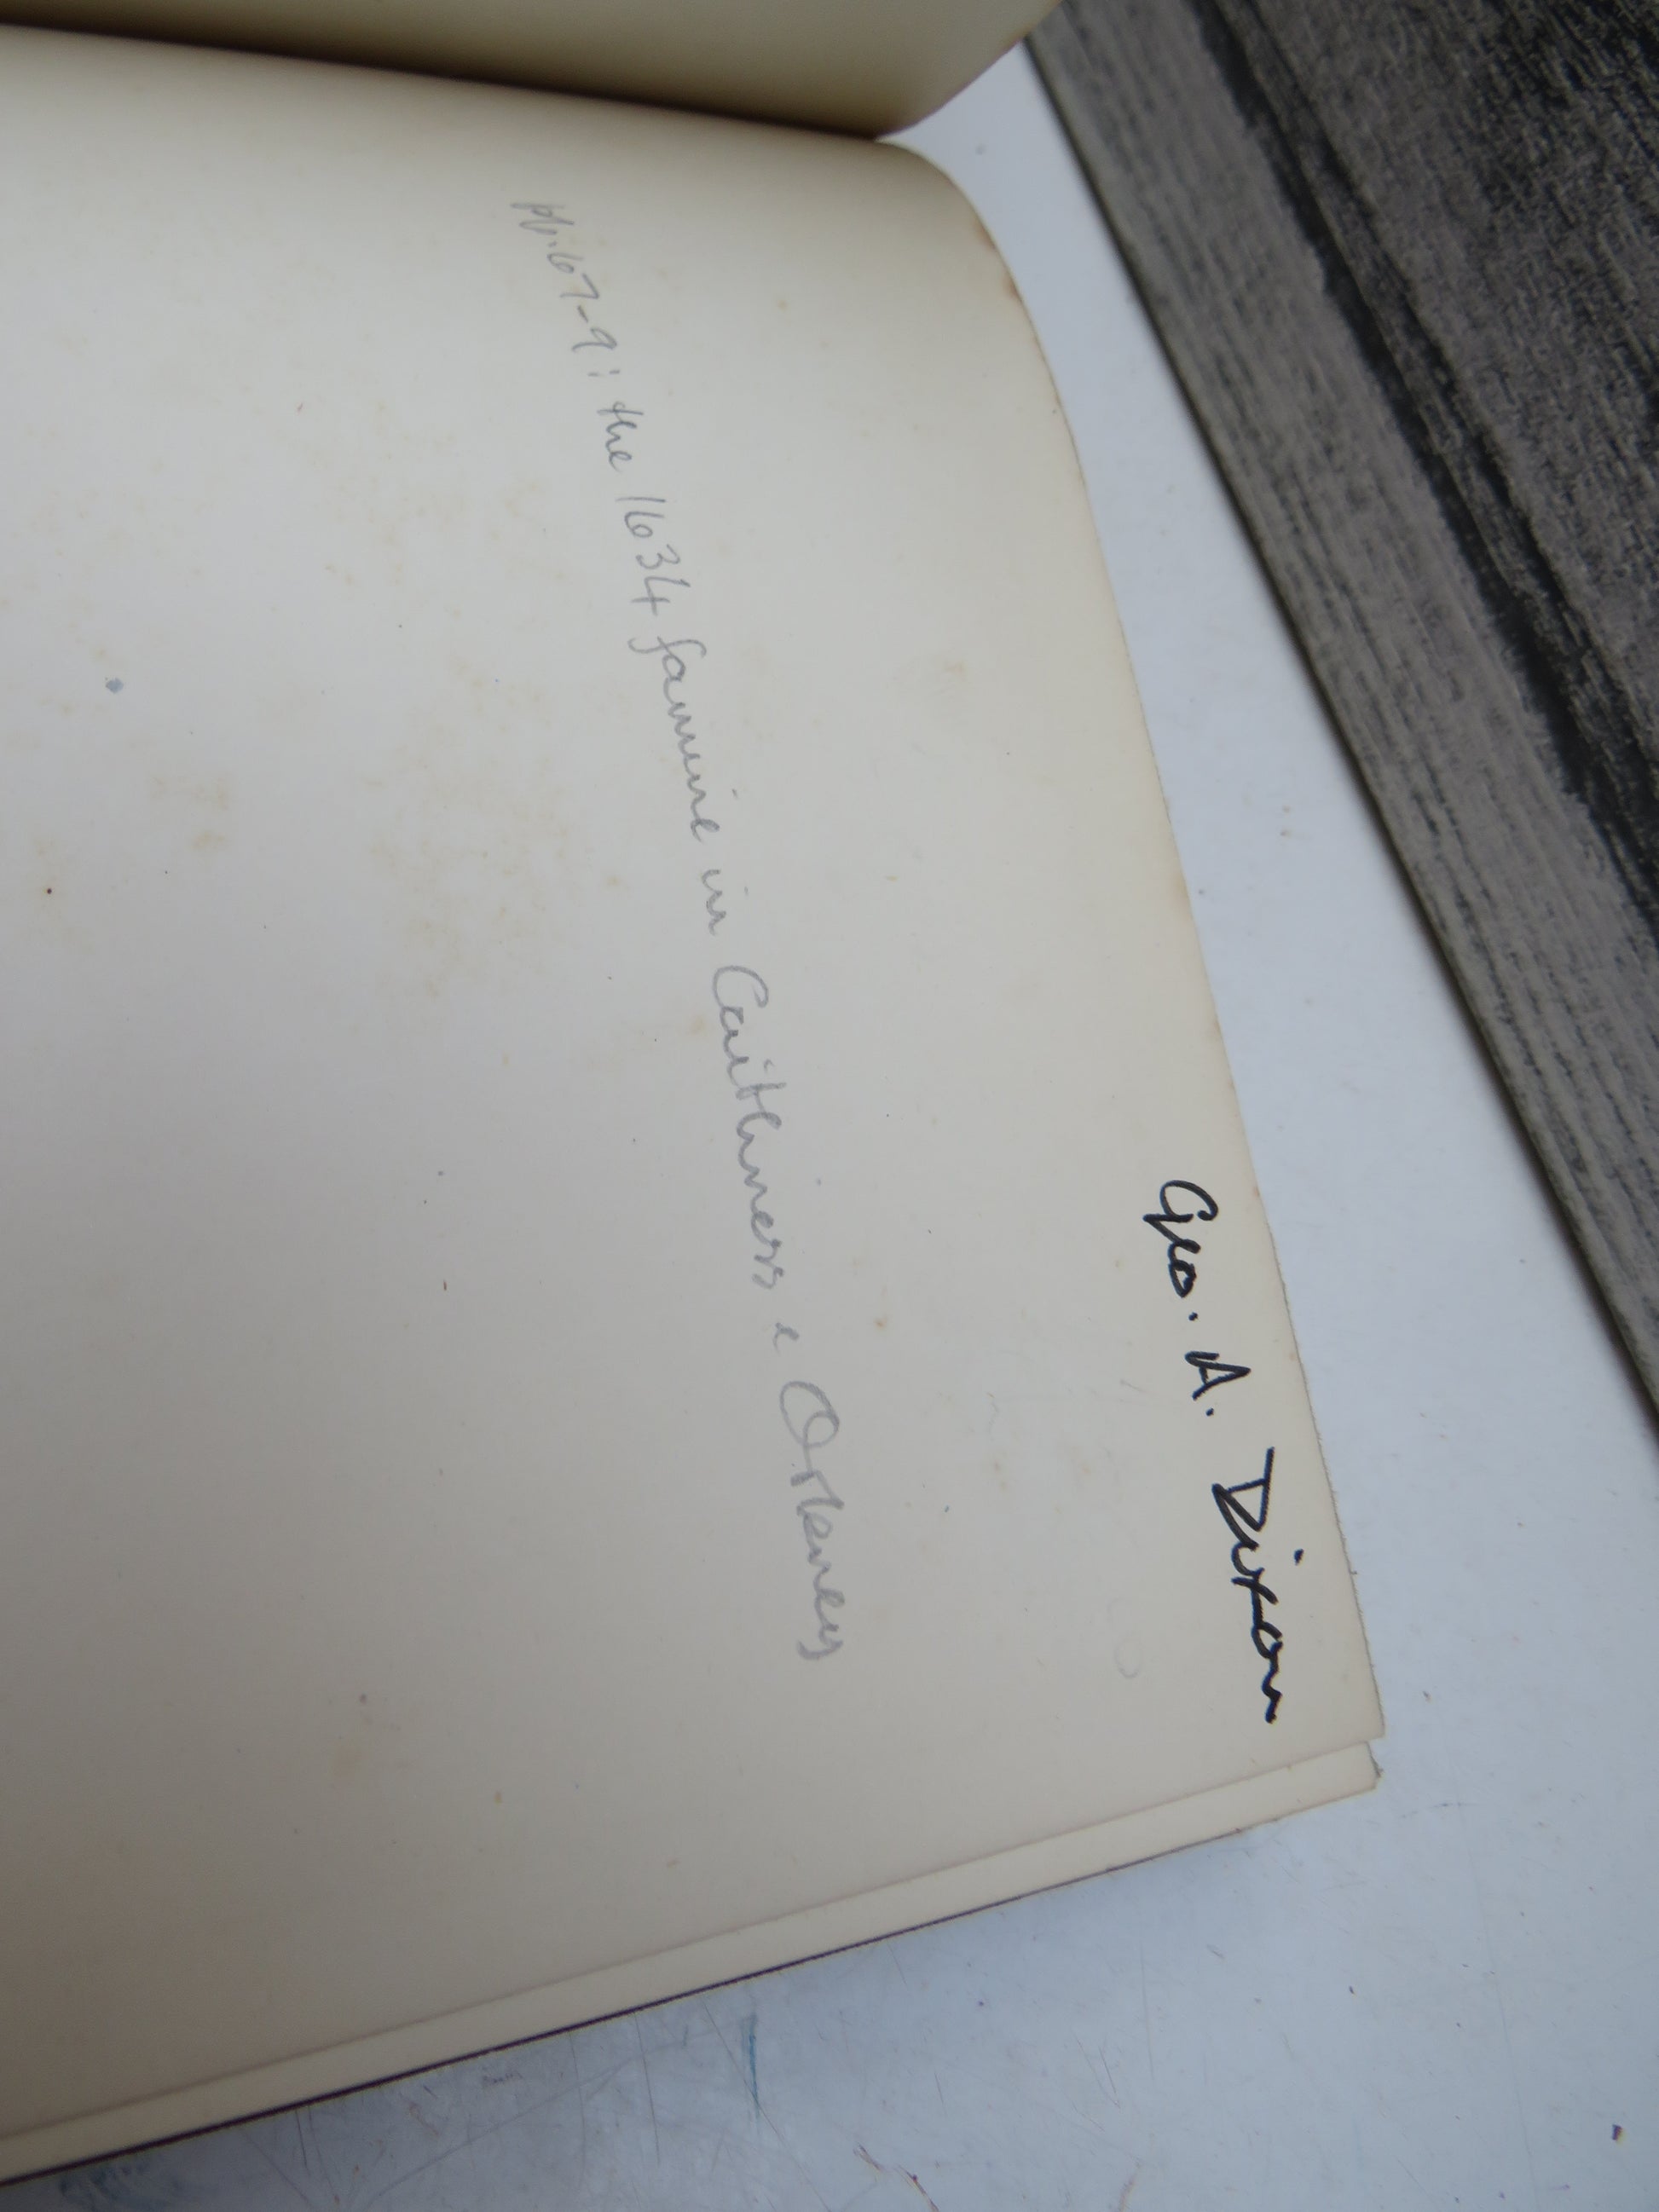 Geo. A. Dixon
pp. 67-9: the 1634 famine in Caithness & Orkney